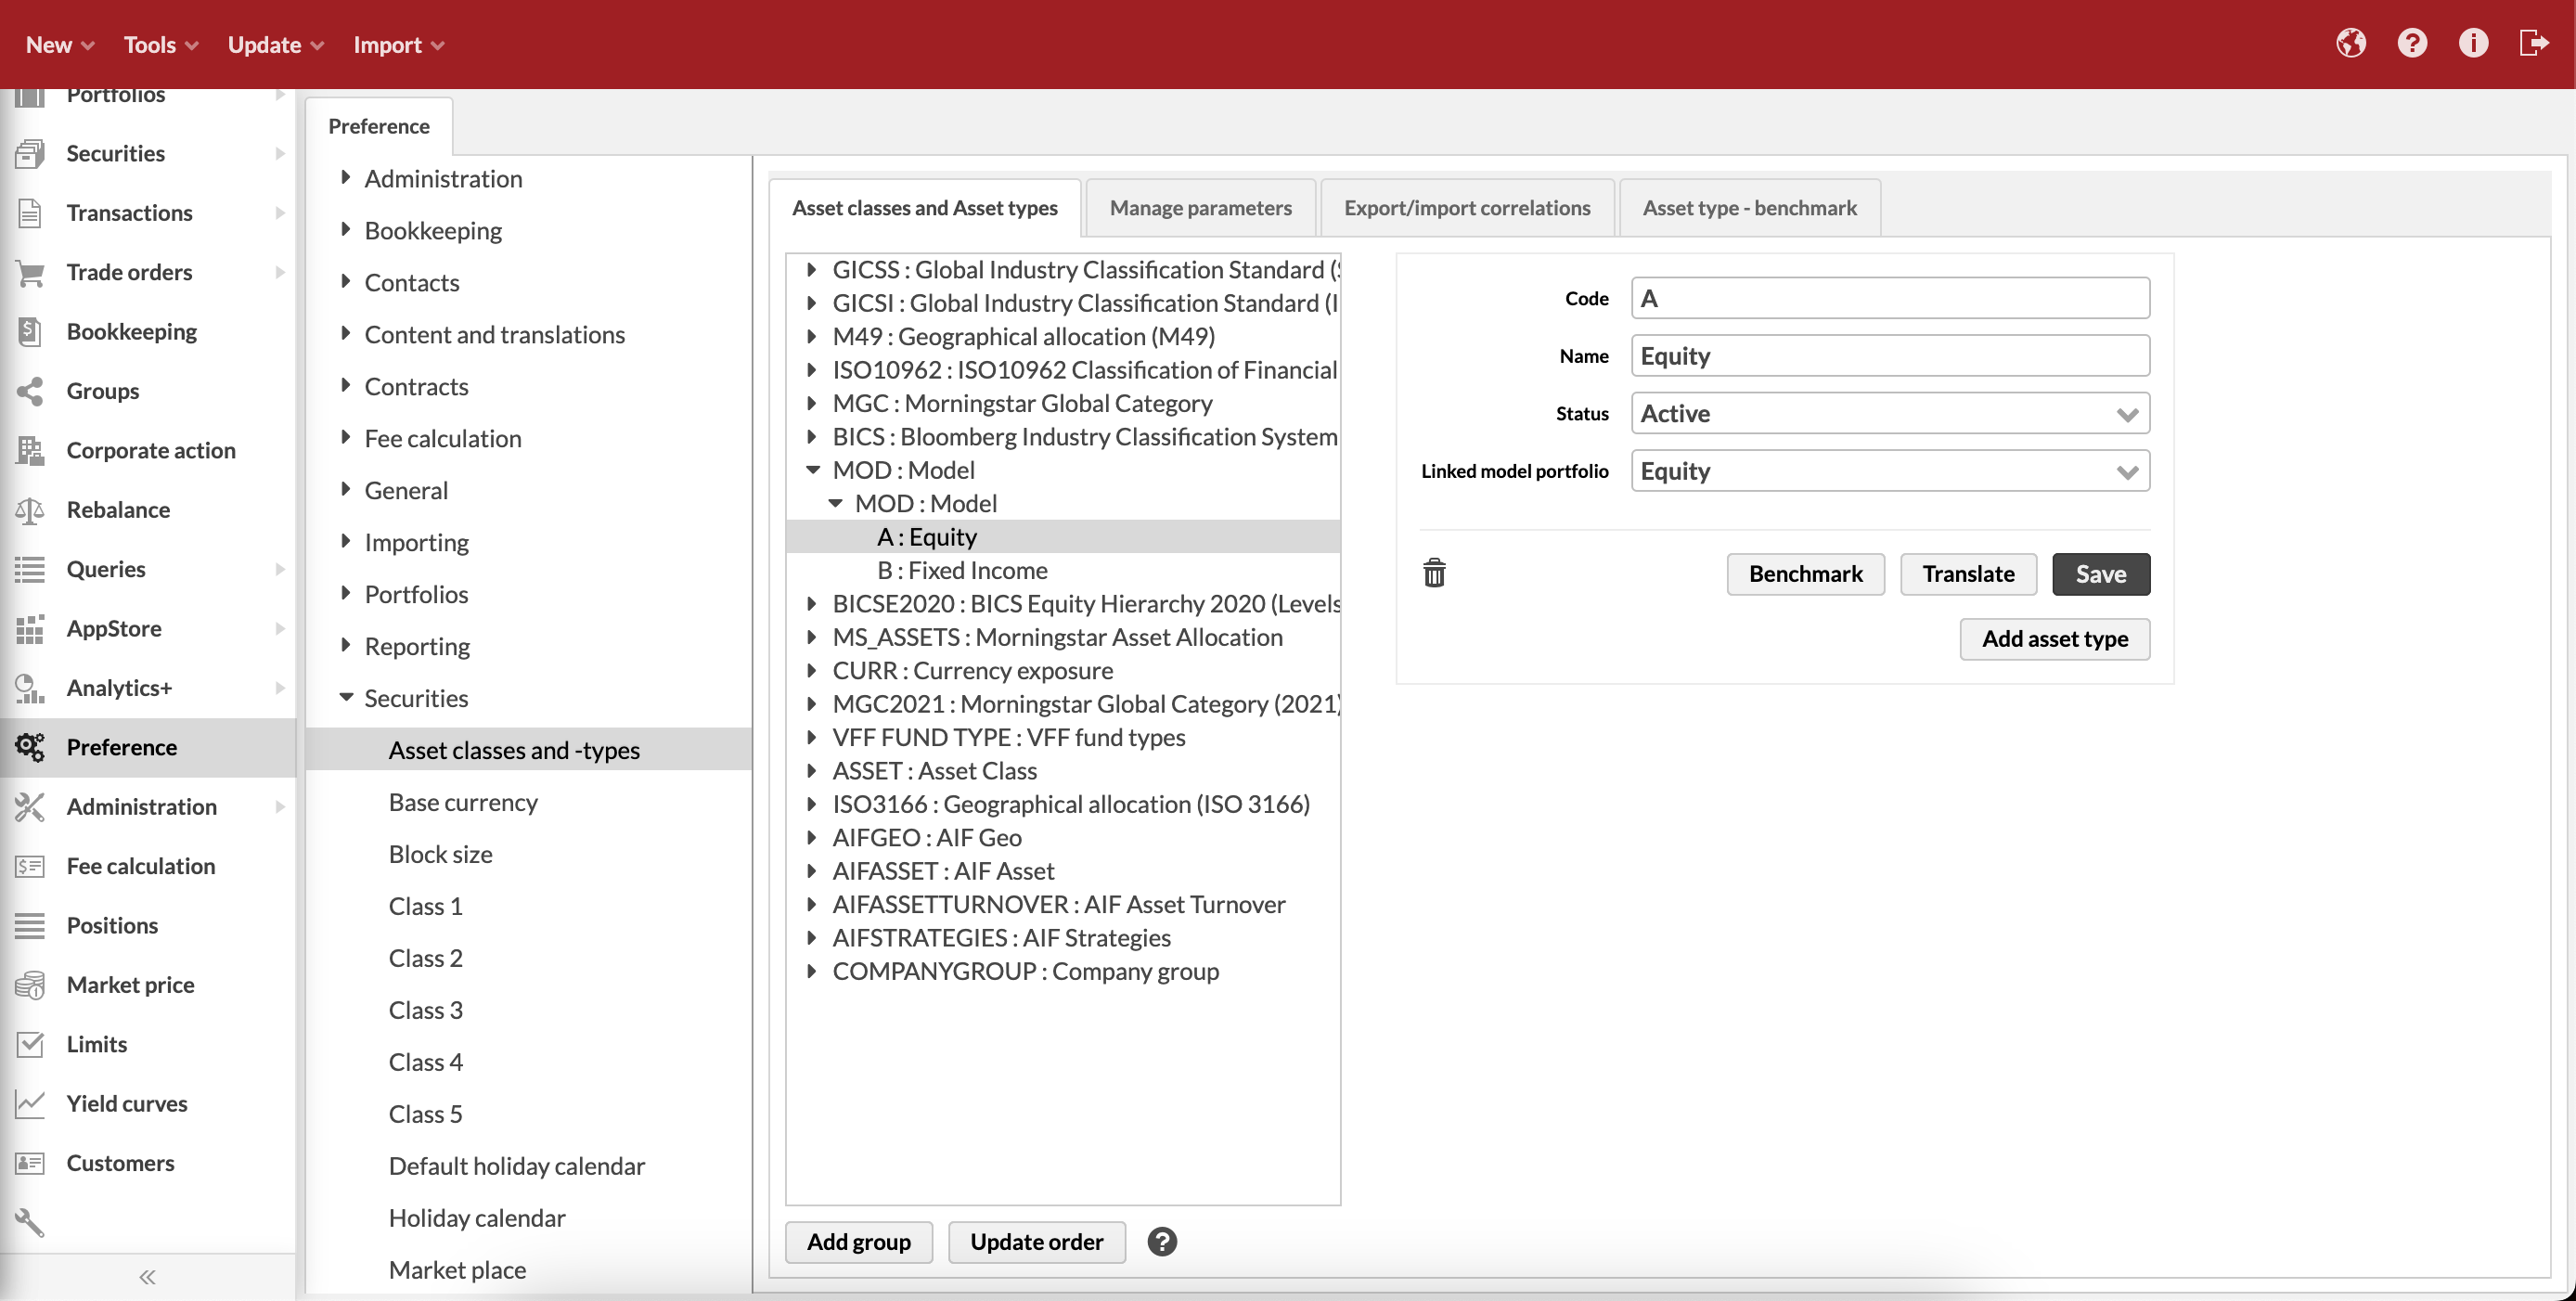 New
Tools
Update
Import
Portfolios
Securities
Transactions
Trade orders
Bookkeeping
Groups
Corporate action
Rebalance
Queries
AppStore
Analytics+
Preference
Administration
Fee calculation
Positions
Market price
Limits
Yield curves
Customers
Preference
Administration
Bookkeeping
Contacts
Content and translations
Contracts
Fee calculation
General
Importing
Portfolios
Reporting
Securities
Asset classes and -types
Base currency
Block size
Class 1
Class 2
Class 3
Class 4
Class 5
Default holiday calendar
Holiday calendar
Market place
Asset classes and Asset types
Manage parameters
Export/import correlations
Asset type - benchmark
GICSS : Global Industry Classification Standard (S
GICSI : Global Industry Classification Standard (I
M49 : Geographical allocation (M49)
ISO10962 : ISO10962 Classification of Financial
MGC : Morningstar Global Category
BICS : Bloomberg Industry Classification System
MOD : Model
MOD : Model
A : Equity
B : Fixed Income
BICSE2020 : BICS Equity Hierarchy 2020 (Levels
MS_ASSETS : Morningstar Asset Allocation
CURR : Currency exposure
MGC2021 : Morningstar Global Category (2021)
VFF FUND TYPE : VFF fund types
ASSET : Asset Class
ISO3166 : Geographical allocation (ISO 3166)
AIFGEO : AIF Geo
AIFASSET : AIF Asset
AIFASSETTURNOVER : AIF Asset Turnover
AIFSTRATEGIES : AIF Strategies
COMPANYGROUP : Company group
Add group
Update order
Code A
Name Equity
Status Active
Linked model portfolio Equity
Benchmark
Translate
Save
Add asset type